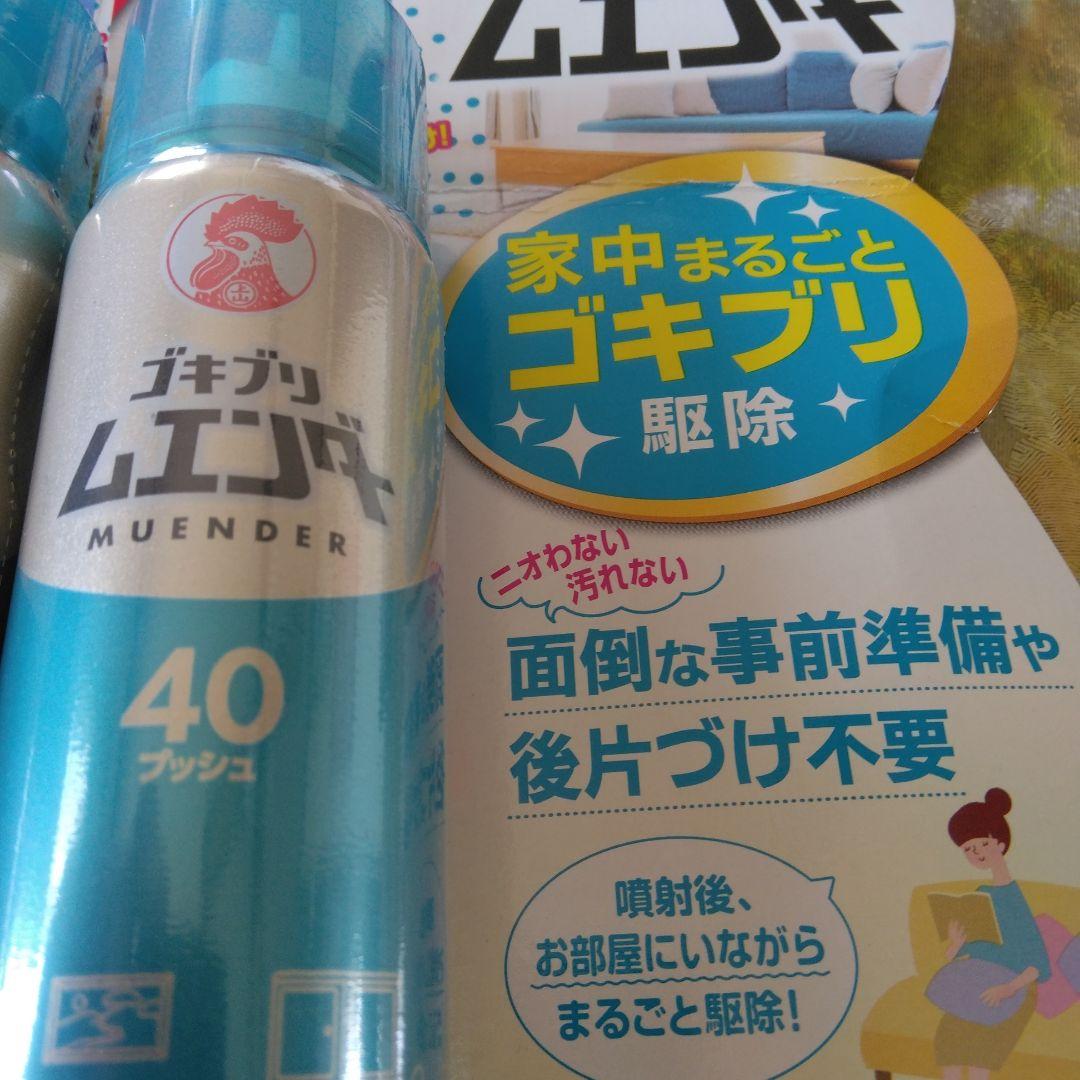 ゴキブリ
ムエンダー
MUENDER
40
プッシュ
ムエンダー
家中まるごと
ゴキブリ
駆除
ニオわない
汚れない
面倒な事前準備や
後片づけ不要
噴射後、
お部屋にいながら
まるごと駆除!